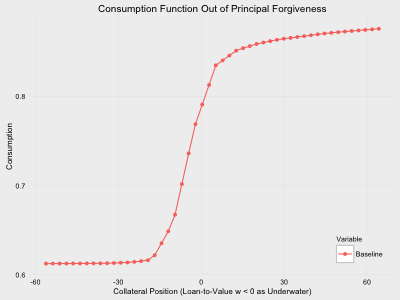 Consumption Function Out of Principal Forgiveness
Consumption
0.8
0.7
0.6
-60
-30
0
30
60
Collateral Position (Loan-to-Value w < 0 as Underwater)
Variable
Baseline